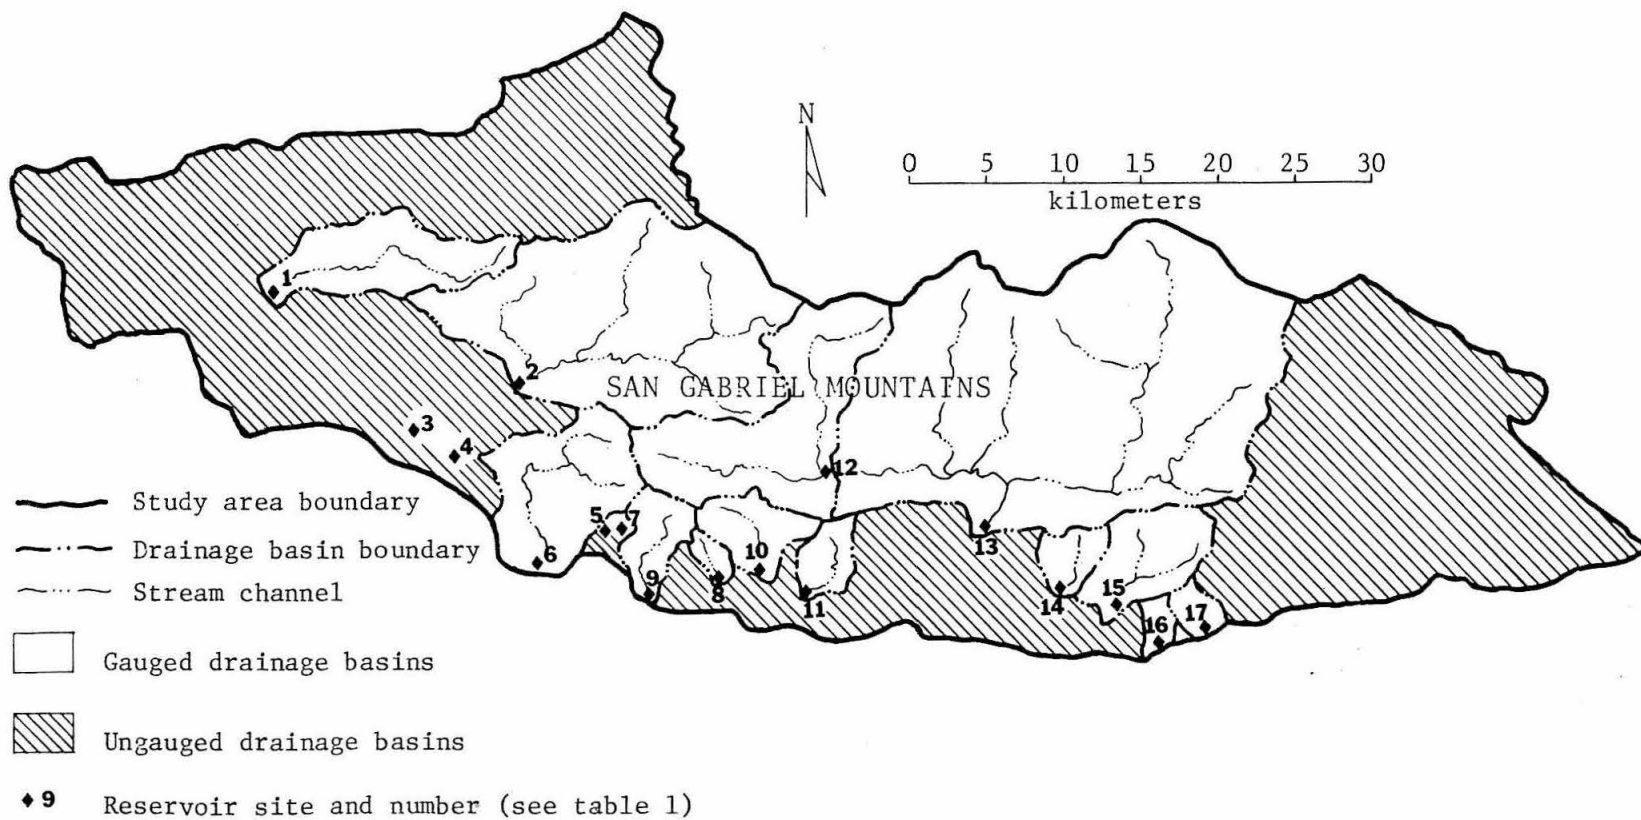 N
0 5 10 15 20 25 30
kilometers
1
2
SAN GABRIEL MOUNTAINS
3
4
12
Study area boundary
5
7
Drainage basin boundary
13
6
10
9
8
11
14
15
Stream channel
16
17
Gauged drainage basins
Ungauged drainage basins
9 Reservoir site and number (see table 1)